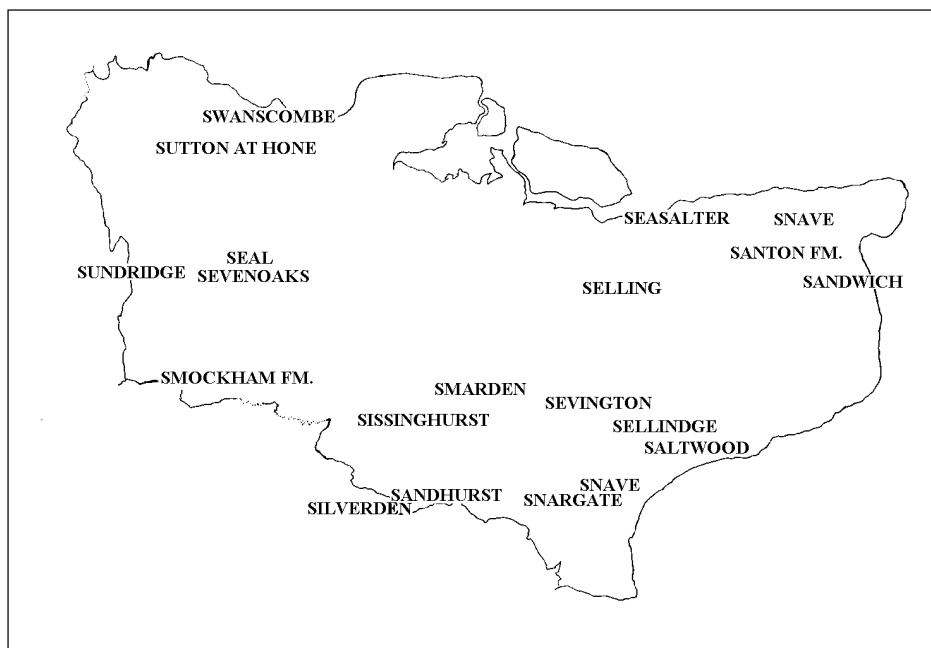 SWANSCOMBE
SUTTON AT HONE
SEASALTER
SNAVE
SANTON FM.
SEAL
SUNDRIDGE
SEVENOAKS
SANDWICH
SELLING
SMOCKHAM FM.
SMARDEN
SEVINGTON
SISSINGHURST
SELLINDGE
SALTWOOD
SNAVE
SANDHURST
SNARGATE
SILVERDEN